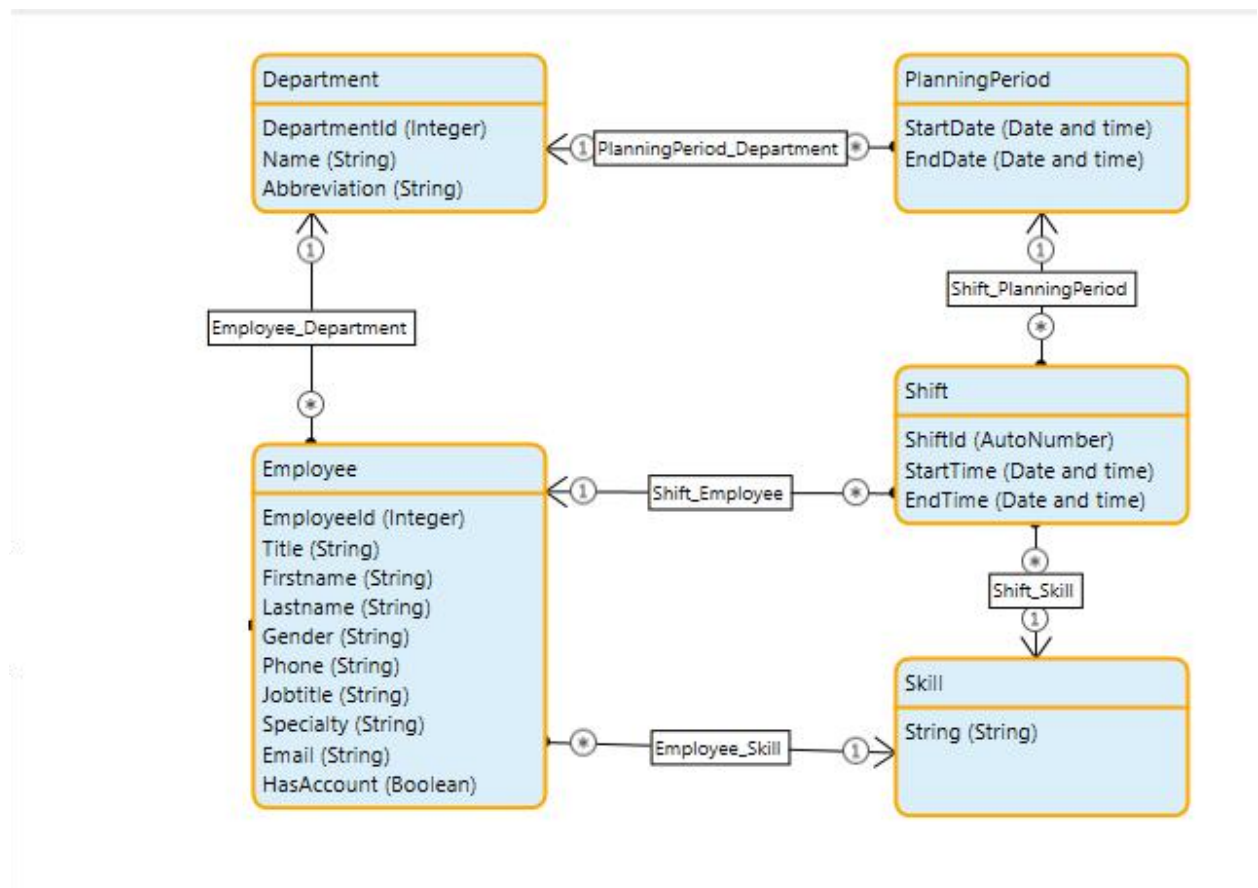 Department
DepartmentId (Integer)
Name (String)
Abbreviation (String)
1
PlanningPeriod_Department
*
PlanningPeriod
StartDate (Date and time)
EndDate (Date and time)
1
Employee_Department
*
1
Shift_PlanningPeriod
*
Employee
EmployeeId (Integer)
Title (String)
Firstname (String)
Lastname (String)
Gender (String)
Phone (String)
Jobtitle (String)
Specialty (String)
Email (String)
HasAccount (Boolean)
1
Shift_Employee
*
Shift
ShiftId (AutoNumber)
StartTime (Date and time)
EndTime (Date and time)
*
Shift_Skill
1
*
Employee_Skill
1
Skill
String (String)